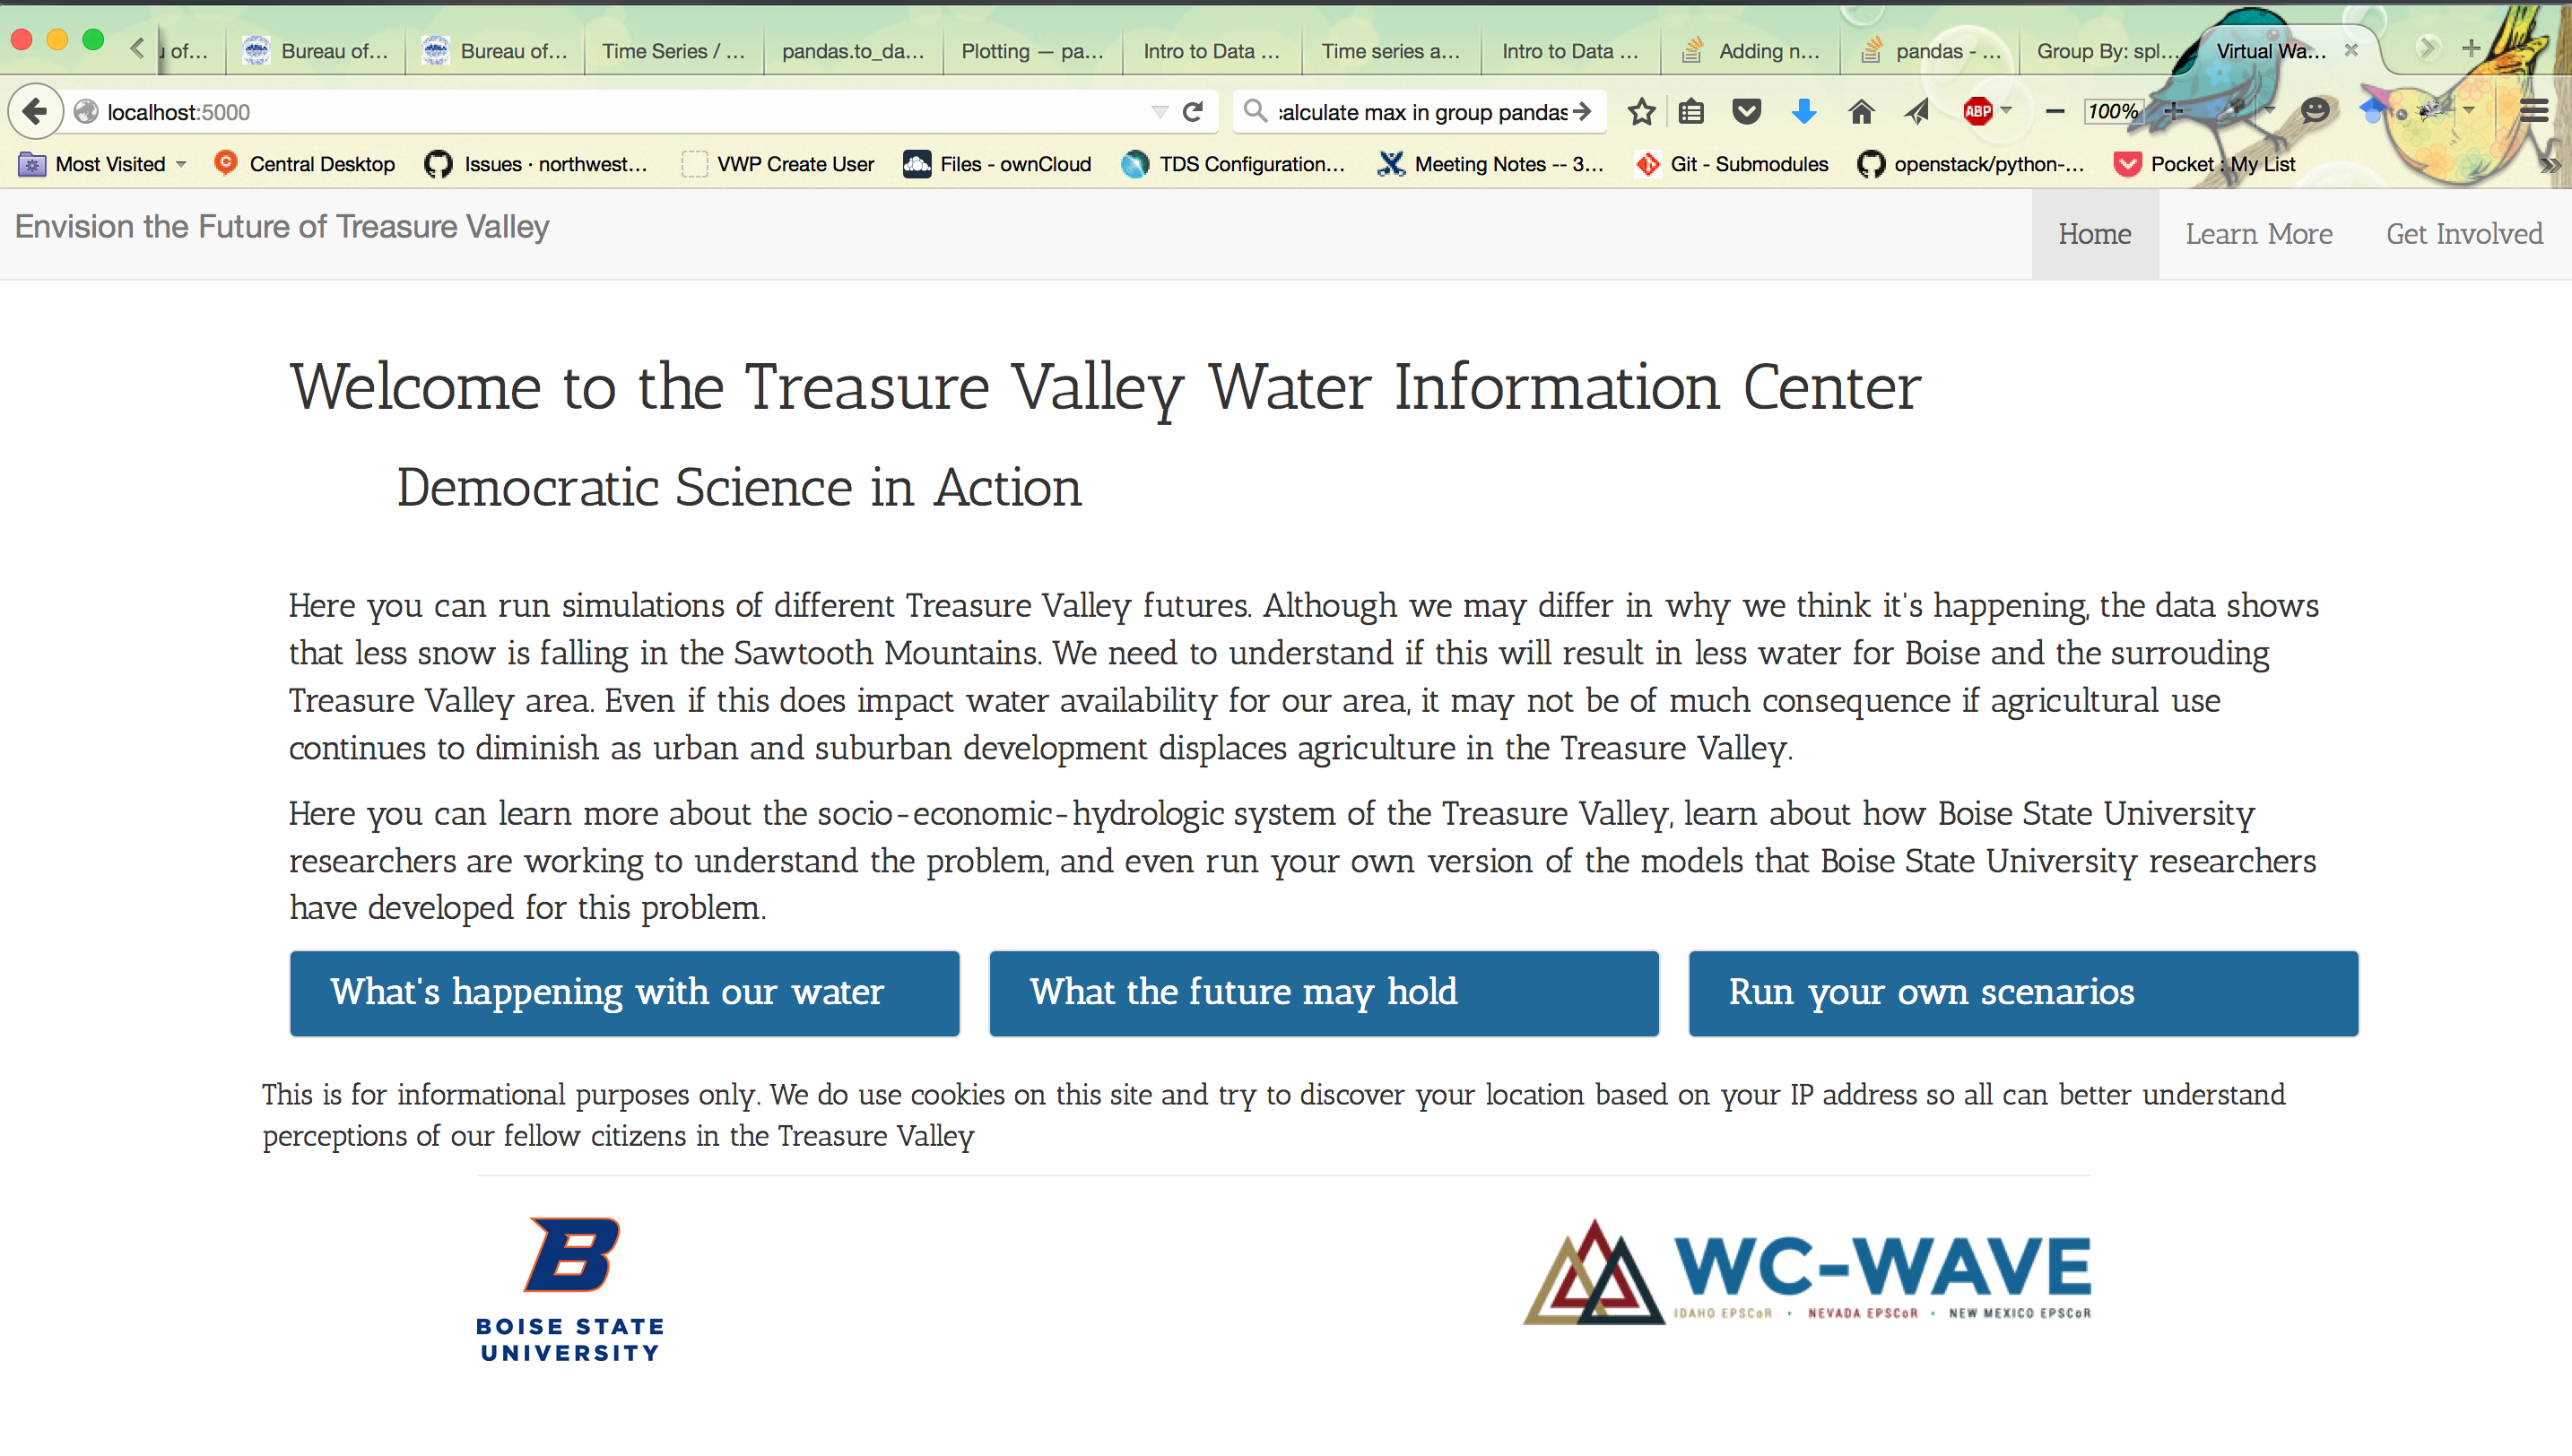 of...
Bureau of...
Bureau of...
Time Series / ...
pandas.to_da...
Plotting — pa...
Intro to Data ...
Time series a...
Intro to Data ...
Adding n...
pandas - ...
Group By: spl...
Virtual Wa...
localhost:5000
calculate max in group pandas
ABP
100%
Most Visited
Central Desktop
Issues · northwest...
VWP Create User
Files - ownCloud
TDS Configuration...
Meeting Notes -- 3...
Git - Submodules
openstack/python-...
Pocket : My List
Envision the Future of Treasure Valley
Home
Learn More
Get Involved
Welcome to the Treasure Valley Water Information Center
Democratic Science in Action
Here you can run simulations of different Treasure Valley futures. Although we may differ in why we think it's happening, the data shows
that less snow is falling in the Sawtooth Mountains. We need to understand if this will result in less water for Boise and the surrouding
Treasure Valley area. Even if this does impact water availability for our area, it may not be of much consequence if agricultural use
continues to diminish as urban and suburban development displaces agriculture in the Treasure Valley.
Here you can learn more about the socio-economic-hydrologic system of the Treasure Valley, learn about how Boise State University
researchers are working to understand the problem, and even run your own version of the models that Boise State University researchers
have developed for this problem.
What's happening with our water
What the future may hold
Run your own scenarios
This is for informational purposes only. We do use cookies on this site and try to discover your location based on your IP address so all can better understand
perceptions of our fellow citizens in the Treasure Valley
B
BOISE STATE
UNIVERSITY
WC-WAVE
IDAHO EPSCoR · NEVADA EPSCoR · NEW MEXICO EPSCoR